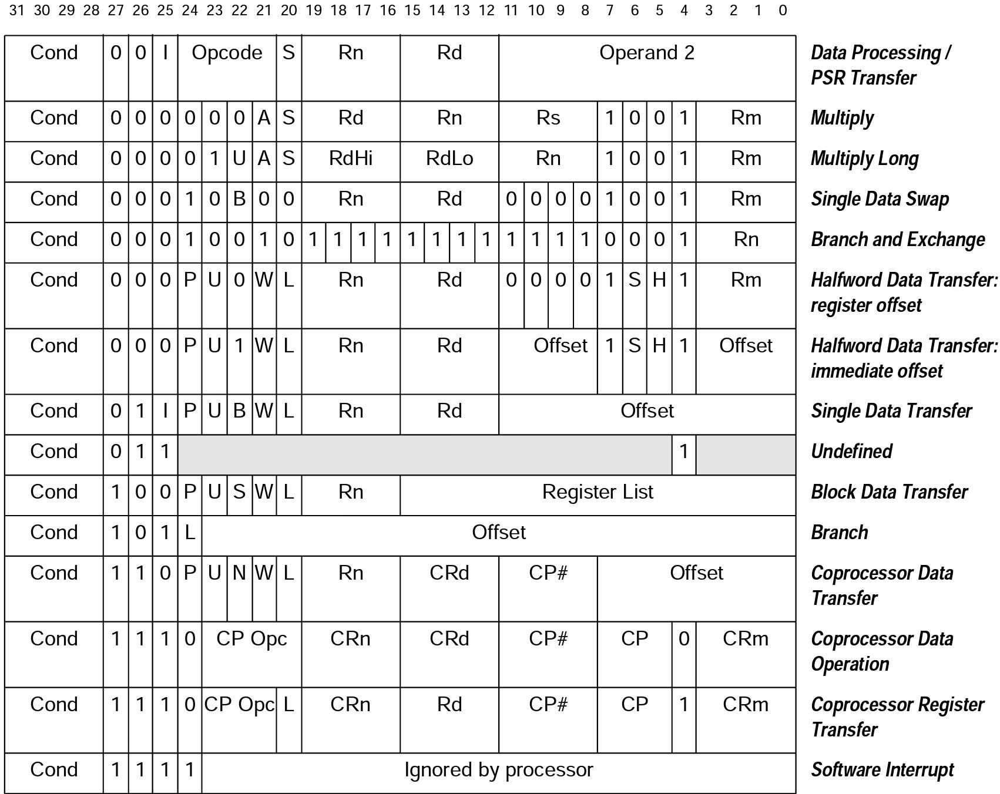 31 30 29 28 27 26 25 24 23 22 21 20 19 18 17 16 15 14 13 12 11 10 9 8 7 6 5 4 3 2 1 0
Cond 0 0 I Opcode S Rn Rd Operand 2 Data Processing /
PSR Transfer
Cond 0 0 0 0 0 0 A S Rd Rn Rs 1 0 0 1 Rm Multiply
Cond 0 0 0 0 1 U A S RdHi RdLo Rn 1 0 0 1 Rm Multiply Long
Cond 0 0 0 1 0 B 0 0 Rn Rd 0 0 0 0 1 0 0 1 Rm Single Data Swap
Cond 0 0 0 1 0 0 1 0 1 1 1 1 1 1 1 1 1 1 1 1 0 0 0 1 Rn Branch and Exchange
Cond 0 0 0 P U 0 W L Rn Rd 0 0 0 0 1 S H 1 Rm Halfword Data Transfer:
register offset
Cond 0 0 0 P U 1 W L Rn Rd Offset 1 S H 1 Offset Halfword Data Transfer:
immediate offset
Cond 0 1 I P U B W L Rn Rd Offset Single Data Transfer
Cond 0 1 1 1 Undefined
Cond 1 0 0 P U S W L Rn Register List Block Data Transfer
Cond 1 0 1 L Offset Branch
Cond 1 1 0 P U N W L Rn CRd CP# Offset Coprocessor Data
Transfer
Cond 1 1 1 0 CP Opc CRn CRd CP# CP 0 CRm Coprocessor Data
Operation
Cond 1 1 1 0 CP Opc L CRn Rd CP# CP 1 CRm Coprocessor Register
Transfer
Cond 1 1 1 1 Ignored by processor Software Interrupt